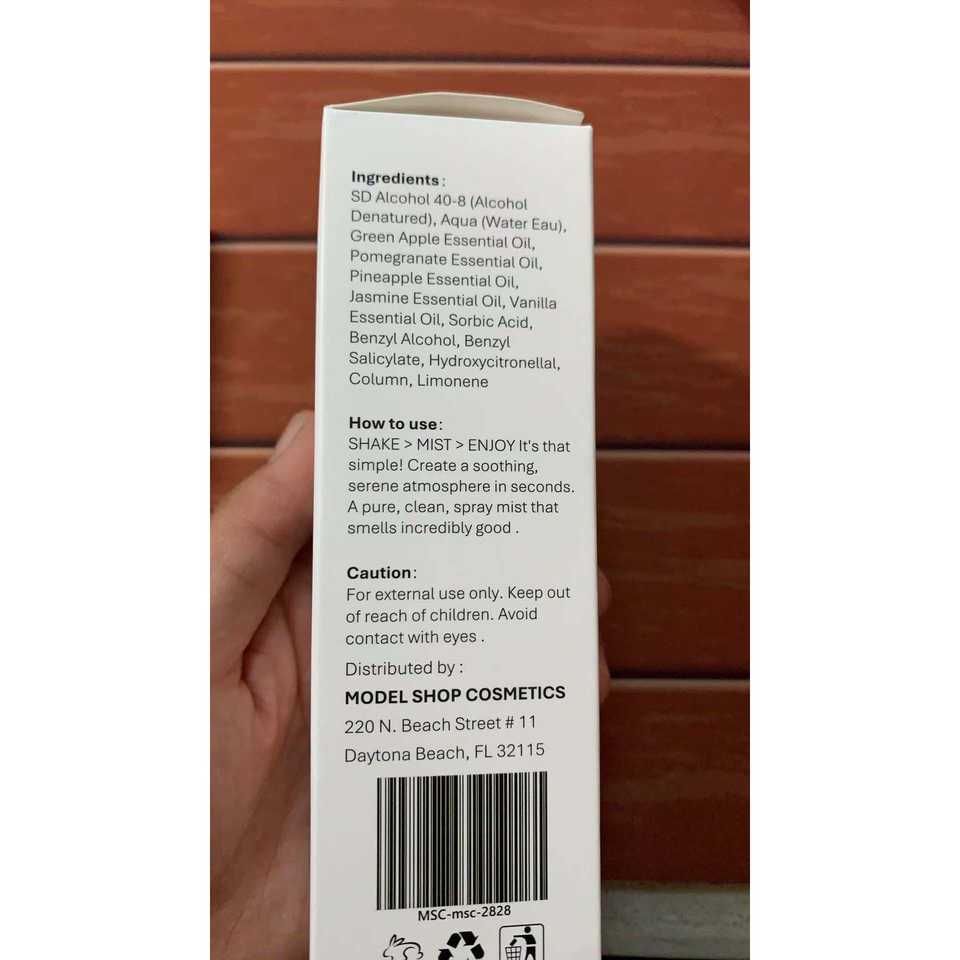 Ingredients:
SD Alcohol 40-8 (Alcohol
Denatured), Aqua (Water Eau),
Green Apple Essential Oil,
Pomegranate Essential Oil,
Pineapple Essential Oil,
Jasmine Essential Oil, Vanilla
Essential Oil, Sorbic Acid,
Benzyl Alcohol, Benzyl
Salicylate, Hydroxycitronellal,
Column, Limonene
How to use:
SHAKE > MIST > ENJOY It's that
simple! Create a soothing,
serene atmosphere in seconds.
A pure, clean, spray mist that
smells incredibly good .
Caution:
For external use only. Keep out
of reach of children. Avoid
contact with eyes .
Distributed by :
MODEL SHOP COSMETICS
220 N. Beach Street # 11
Daytona Beach, FL 32115
MSC-msc-2828